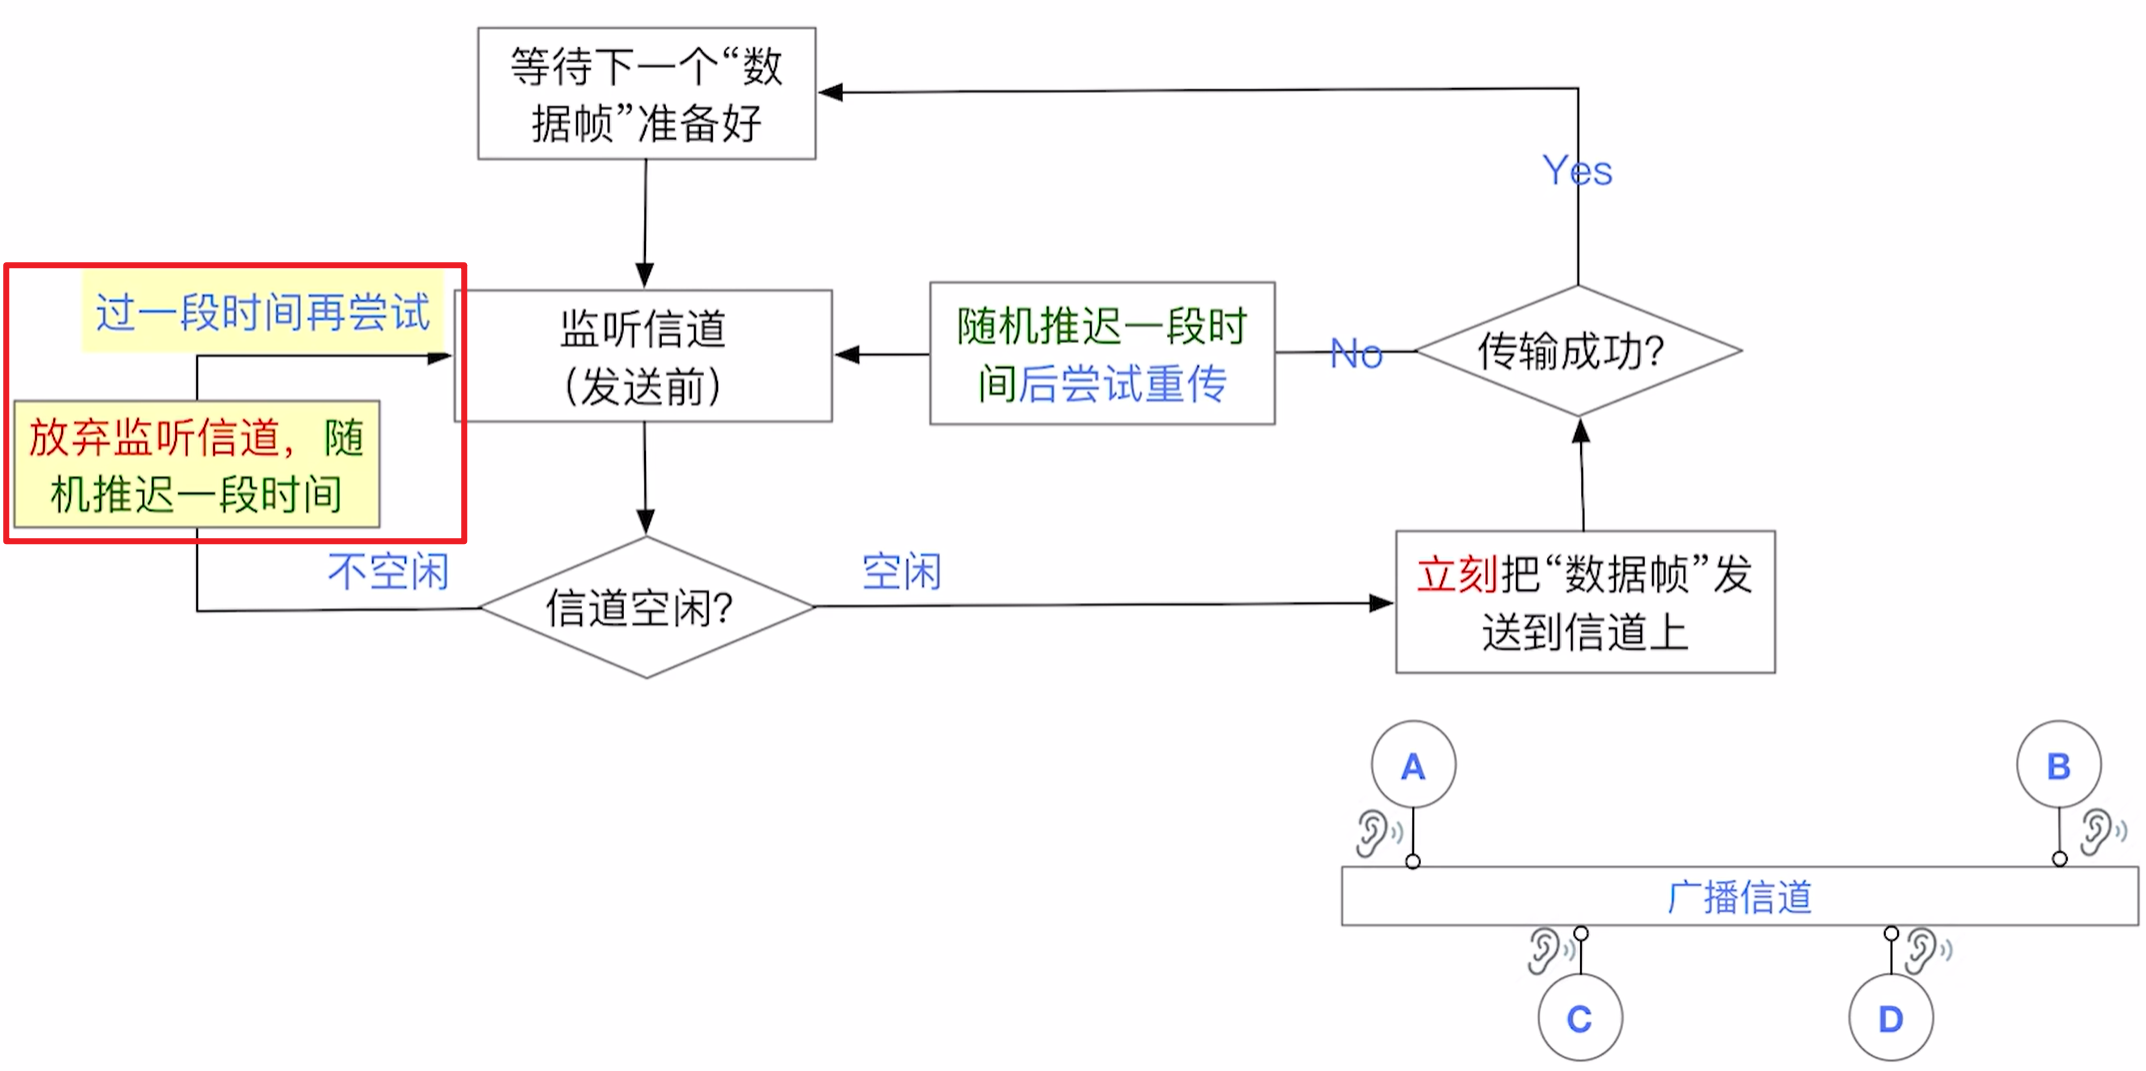 等待下一个“数
据帧”准备好
Yes
过一段时间再尝试
监听信道
（发送前）
随机推迟一段时
间后尝试重传
No
传输成功?
放弃监听信道，随
机推迟一段时间
不空闲
信道空闲?
空闲
立刻把“数据帧”发
送到信道上
A
B
广播信道
C
D